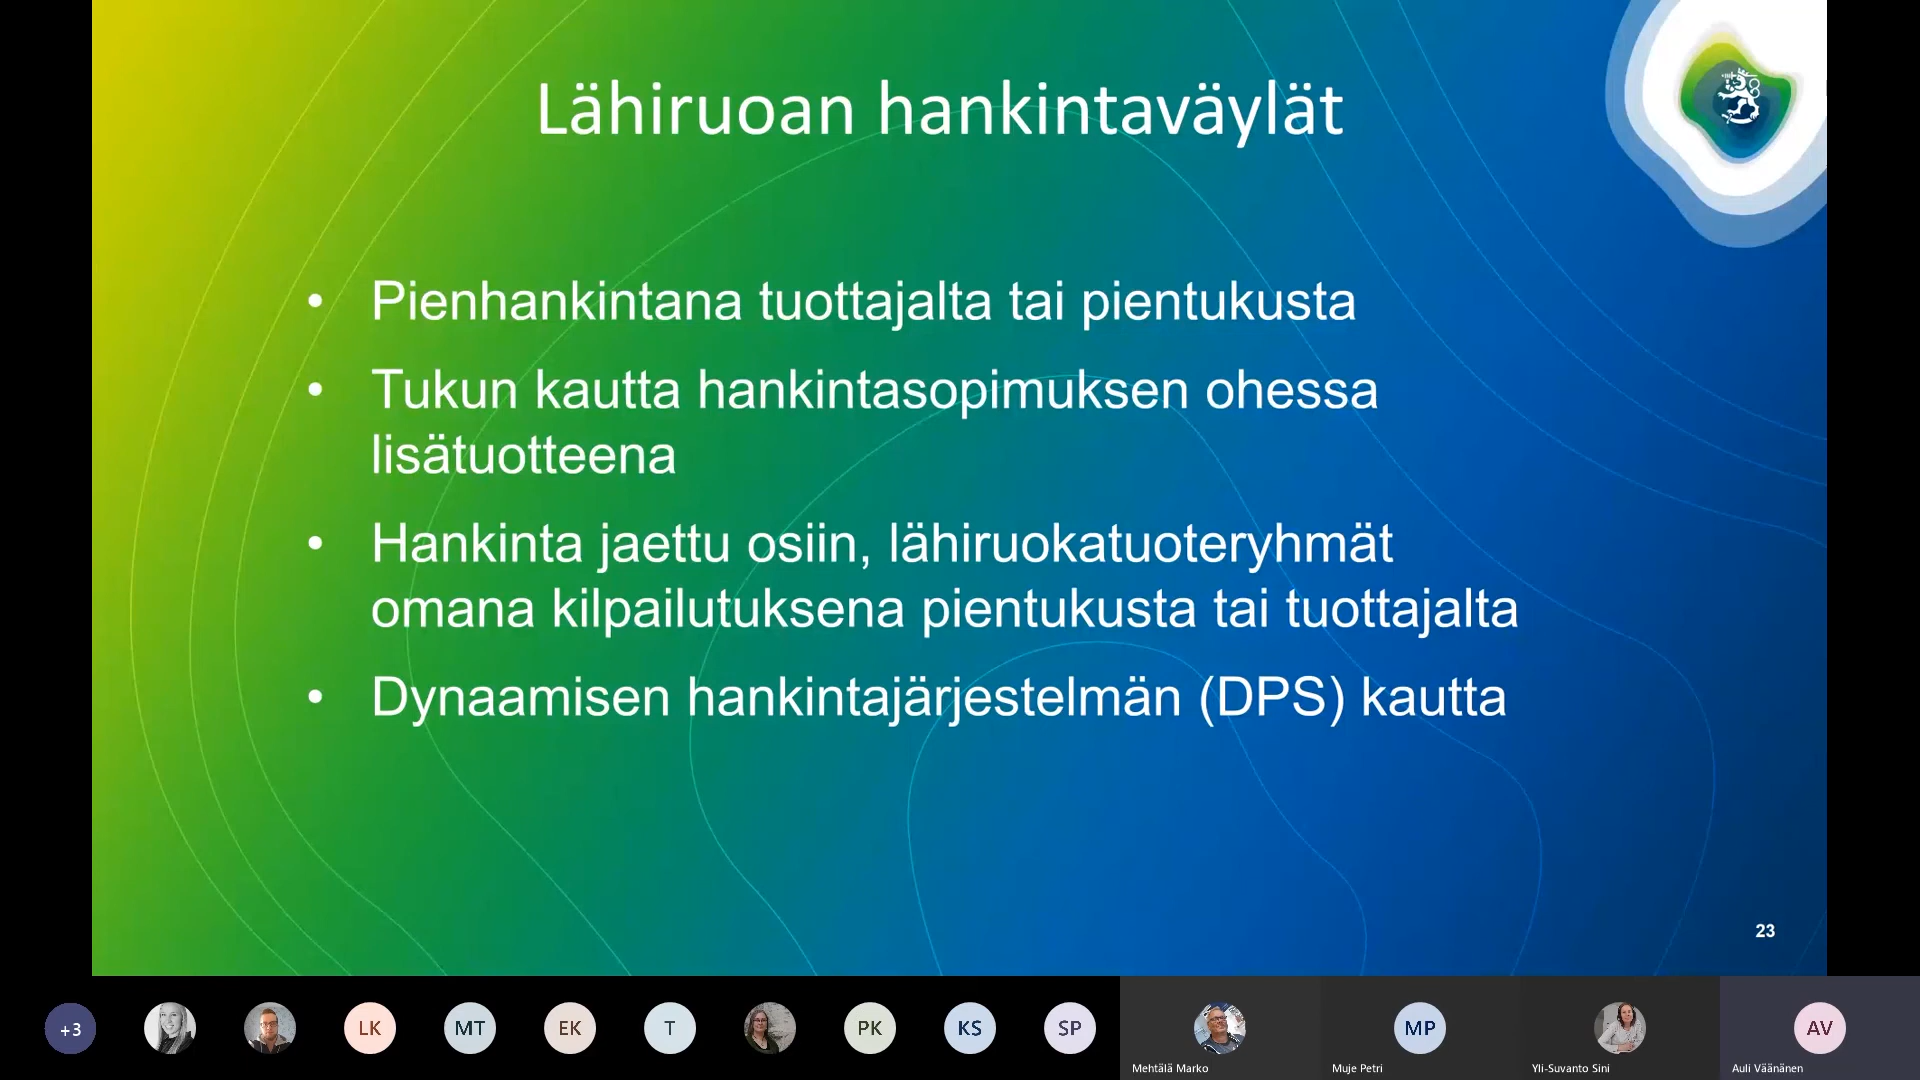 Lähiruoan hankintaväylät
• Pienhankintana tuottajalta tai pientukusta
• Tukun kautta hankintasopimuksen ohessa
lisätuotteena
• Hankinta jaettu osiin, lähiruokatuoteryhmät
omana kilpailutuksena pientukusta tai tuottajalta
• Dynaamisen hankintajärjestelmän (DPS) kautta
23
+3
LK
MT
EK
T
PK
KS
SP
MP
AV
Mehtälä Marko
Muje Petri
Yli-Suvanto Sini
Auli Väänänen